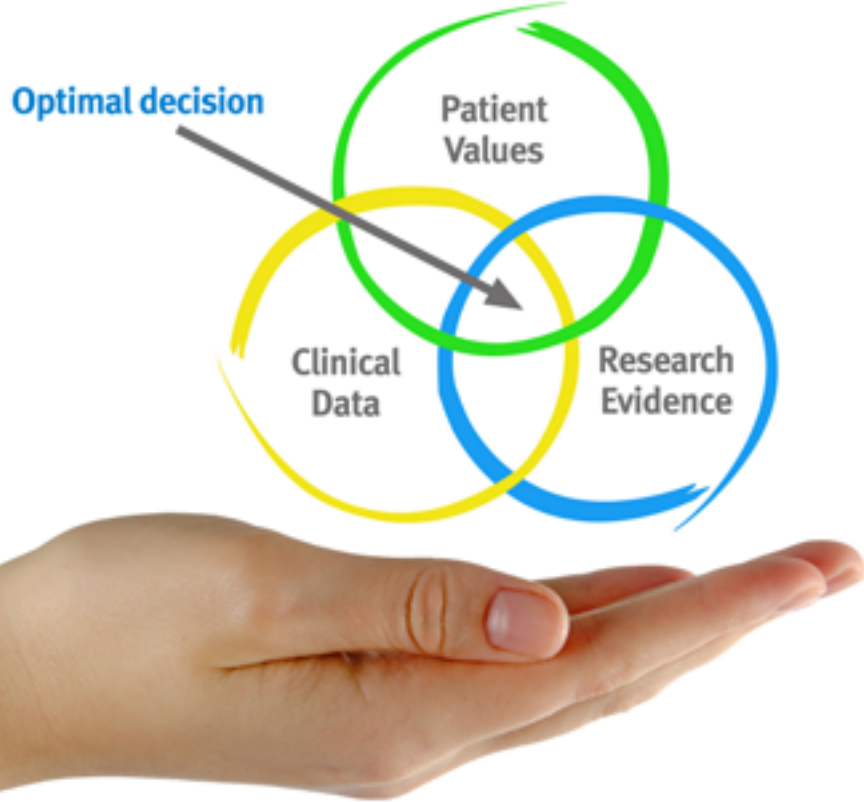 Optimal decision
Patient
Values
Clinical
Data
Research
Evidence